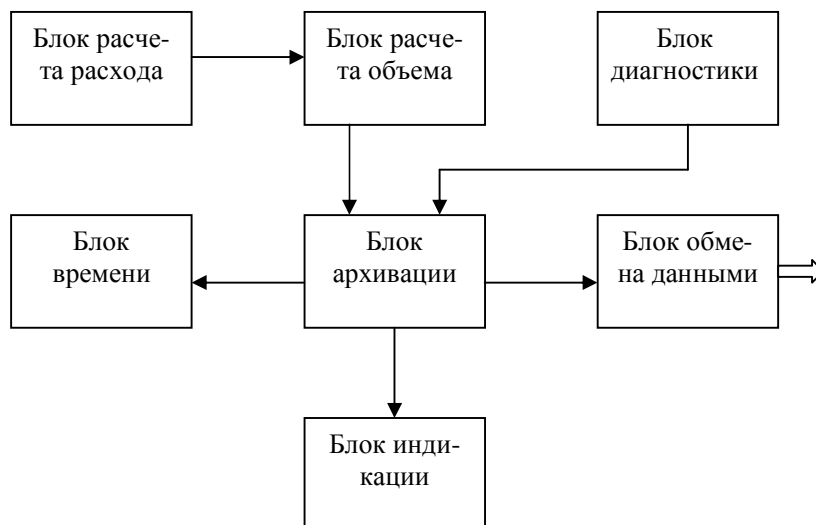 Блок расче-
та расхода
Блок расче-
та объема
Блок
диагностики
Блок
времени
Блок
архивации
Блок обме-
на данными
Блок инди-
кации